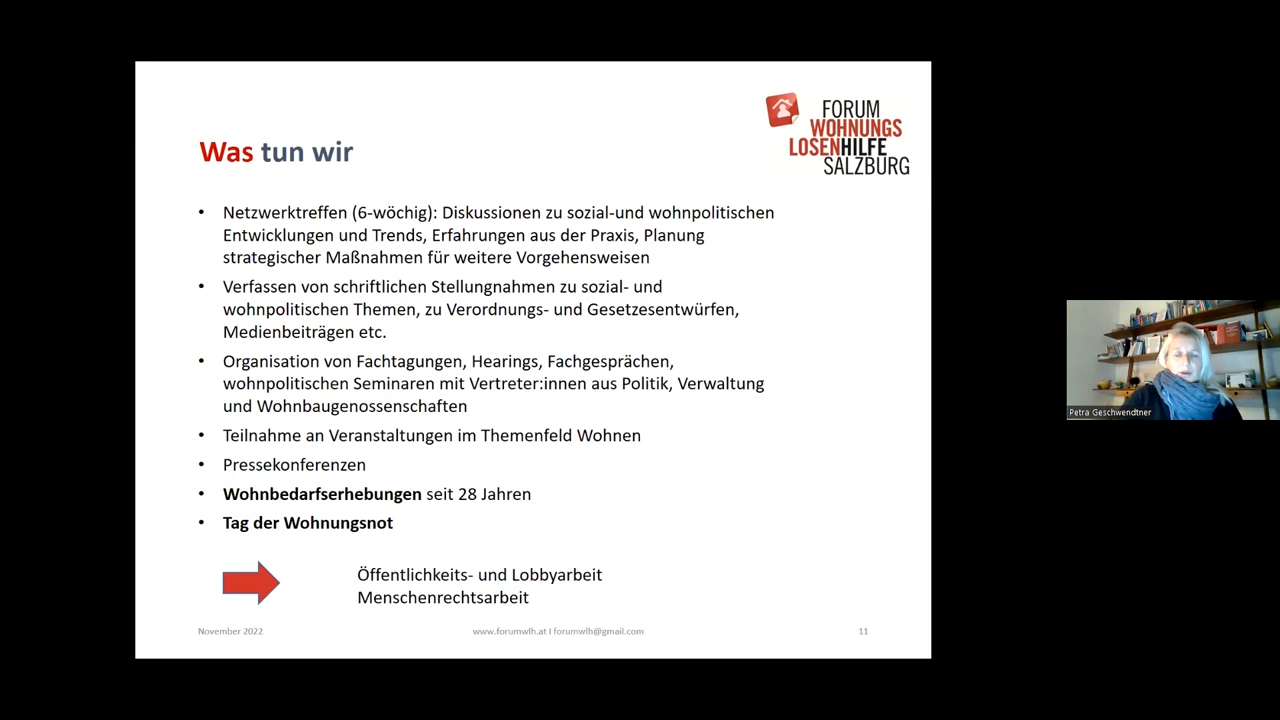 FORUM
WOHNUNGS
LOSENHILFE
SALZBURG
Was tun wir
• Netzwerktreffen (6-wöchig): Diskussionen zu sozial-und wohnpolitischen
Entwicklungen und Trends, Erfahrungen aus der Praxis, Planung
strategischer Maßnahmen für weitere Vorgehensweisen
• Verfassen von schriftlichen Stellungnahmen zu sozial- und
wohnpolitischen Themen, zu Verordnungs- und Gesetzesentwürfen,
Medienbeiträgen etc.
• Organisation von Fachtagungen, Hearings, Fachgesprächen,
wohnpolitischen Seminaren mit Vertreter:innen aus Politik, Verwaltung
und Wohnbaugenossenschaften
• Teilnahme an Veranstaltungen im Themenfeld Wohnen
• Pressekonferenzen
• Wohnbedarfserhebungen seit 28 Jahren
• Tag der Wohnungsnot
Öffentlichkeits- und Lobbyarbeit
Menschenrechtsarbeit
November 2022
www.forumwlh.at I forumwlh@gmail.com
11
Petra Geschwendtner